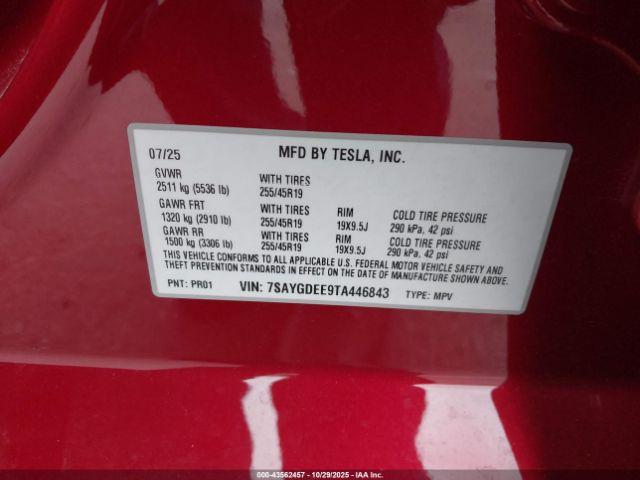 07/25 MFD BY TESLA, INC.
GVWR
2511 kg (5536 lb) WITH TIRES 255/45R19
GAWR FRT
1320 kg (2910 lb) WITH TIRES 255/45R19 RIM 19X9.5J COLD TIRE PRESSURE 290 kPa, 42 psi
GAWR RR
1500 kg (3306 lb) WITH TIRES 255/45R19 RIM 19X9.5J COLD TIRE PRESSURE 290 kPa, 42 psi
THIS VEHICLE CONFORMS TO ALL APPLICABLE U.S. FEDERAL MOTOR VEHICLE SAFETY AND
THEFT PREVENTION STANDARDS IN EFFECT ON THE DATE OF MANUFACTURE SHOWN ABOVE.
PNT: PR01 VIN: 7SAYGDEE9TA446843 TYPE: MPV
000-43562457 - 10/29/2025 - IAA Inc.